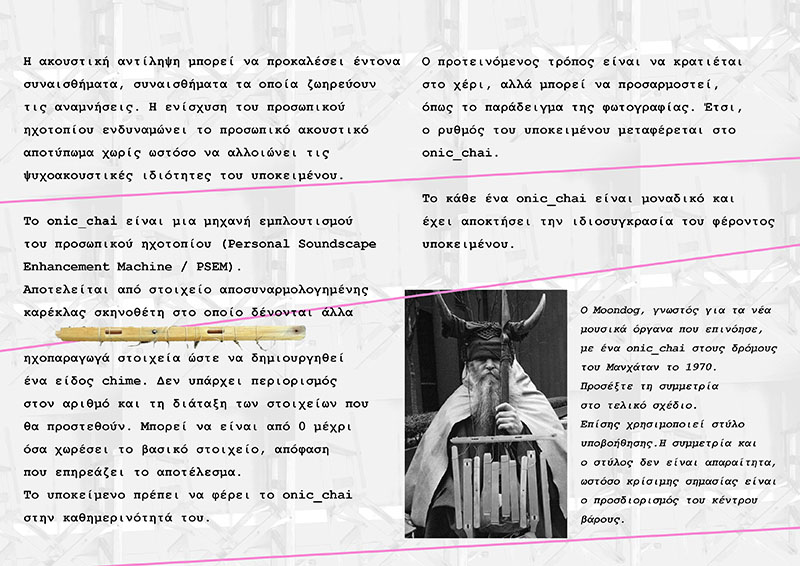 Η ακουστική αντίληψη μπορεί να προκαλέσει έντονα
συναισθήματα, συναισθήματα τα οποία ζωηρεύουν
τις αναμνήσεις. Η ενίσχυση του προσωπικού
ηχοτοπίου ενδυναμώνει το προσωπικό ακουστικό
αποτύπωμα χωρίς ωστόσο να αλλοιώνει τις
ψυχοακουστικές ιδιότητες του υποκειμένου.
Το onic_chai είναι μια μηχανή εμπλουτισμού
του προσωπικού ηχοτοπίου (Personal Soundscape
Enhancement Machine / PSEM).
Αποτελείται από στοιχείο αποσυναρμολογημένης
καρέκλας σκηνοθέτη στο οποίο δένονται άλλα
ηχοπαραγωγά στοιχεία ώστε να δημιουργηθεί
ένα είδος chime. Δεν υπάρχει περιορισμός
στον αριθμό και τη διάταξη των στοιχείων που
θα προστεθούν. Μπορεί να είναι από 0 μέχρι
όσα χωρέσει το βασικό στοιχείο, απόφαση
που επηρεάζει το αποτέλεσμα.
Το υποκείμενο πρέπει να φέρει το onic_chai
στην καθημερινότητά του.
Ο προτεινόμενος τρόπος είναι να κρατιέται
στο χέρι, αλλά μπορεί να προσαρμοστεί,
όπως το παράδειγμα της φωτογραφίας. Έτσι,
ο ρυθμός του υποκειμένου μεταφέρεται στο
onic_chai.
Το κάθε ένα onic_chai είναι μοναδικό και
έχει αποκτήσει την ιδιοσυγκρασία του φέροντος
υποκειμένου.
Ο Moondog, γνωστός για τα νέα
μουσικά όργανα που επινόησε,
με ένα onic_chai στους δρόμους
του Μανχάταν το 1970.
Προσέξτε τη συμμετρία
στο τελικό σχέδιο.
Επίσης χρησιμοποιεί στύλο
υποβοήθησης.Η συμμετρία και
ο στύλος δεν είναι απαραίτητα,
ωστόσο κρίσιμης σημασίας είναι
ο προσδιορισμός του κέντρου
βάρους.